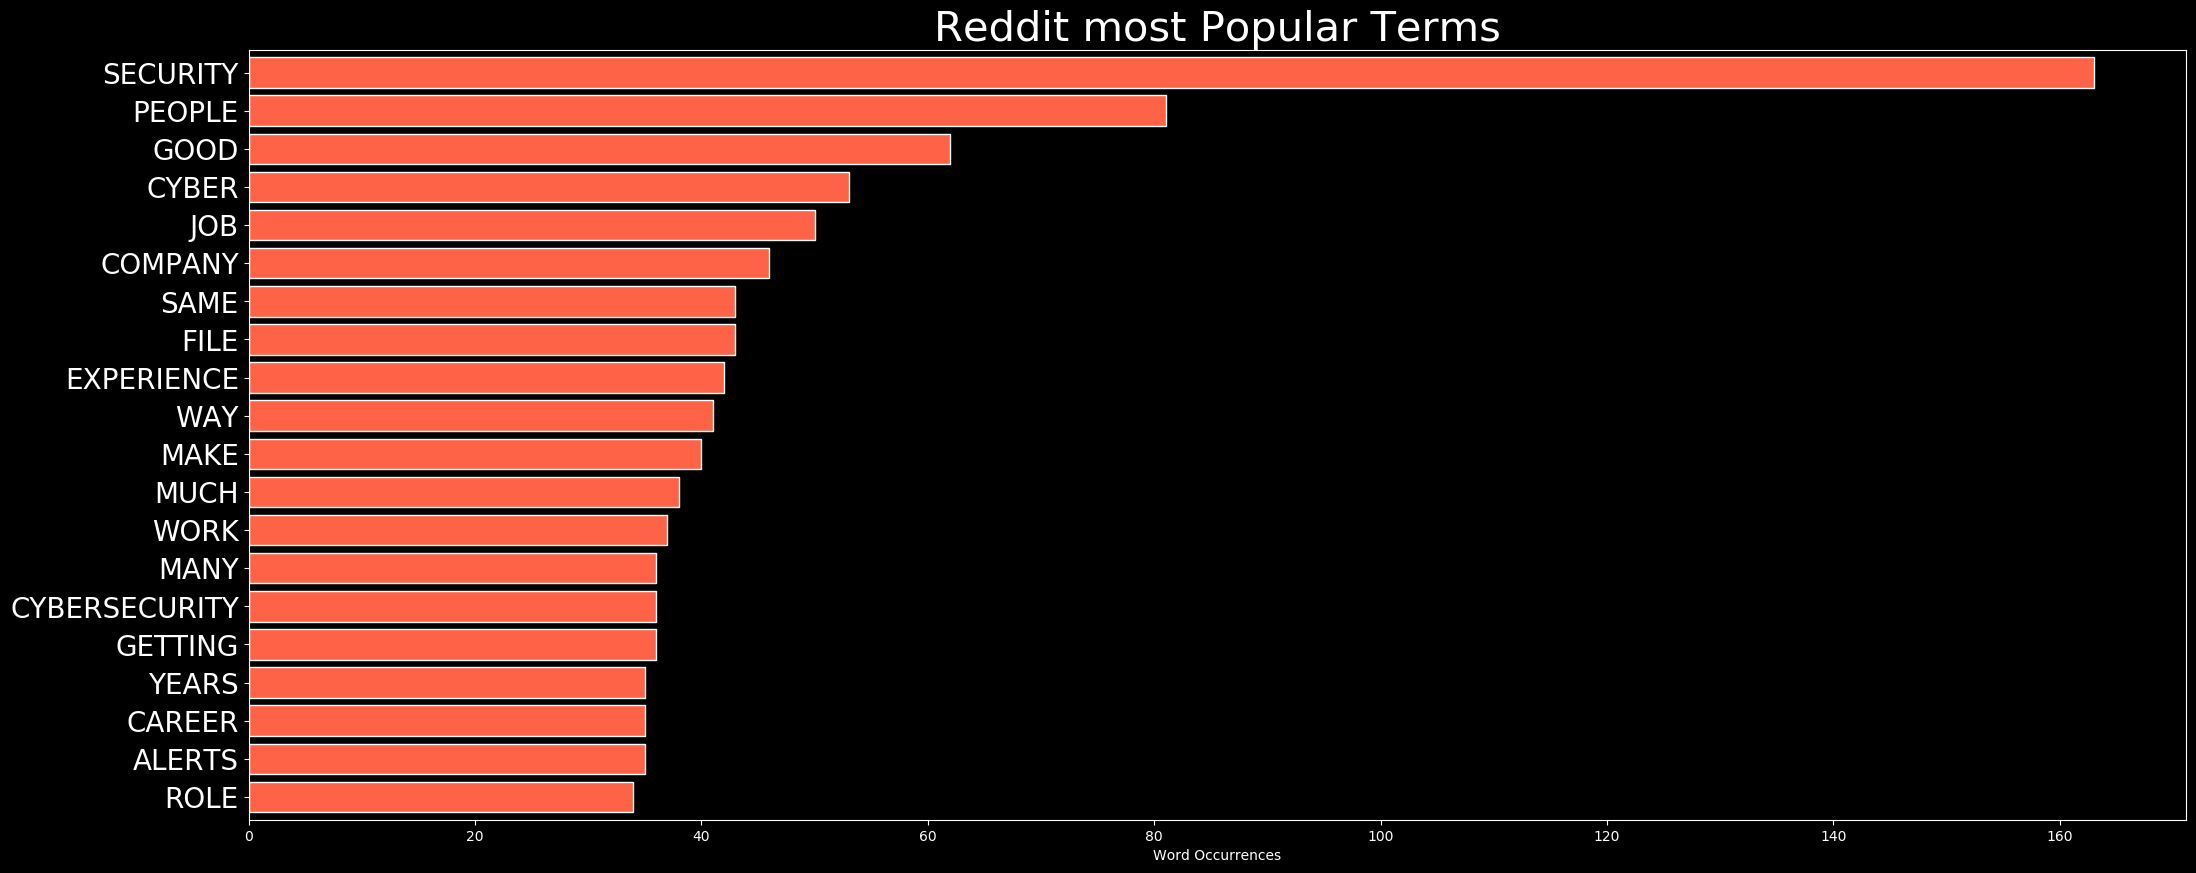 Reddit most Popular Terms
SECURITY
PEOPLE
GOOD
CYBER
JOB
COMPANY
SAME
FILE
EXPERIENCE
WAY
MAKE
MUCH
WORK
MANY
CYBERSECURITY
GETTING
YEARS
CAREER
ALERTS
ROLE
0 20 40 60 80 100 120 140 160
Word Occurrences